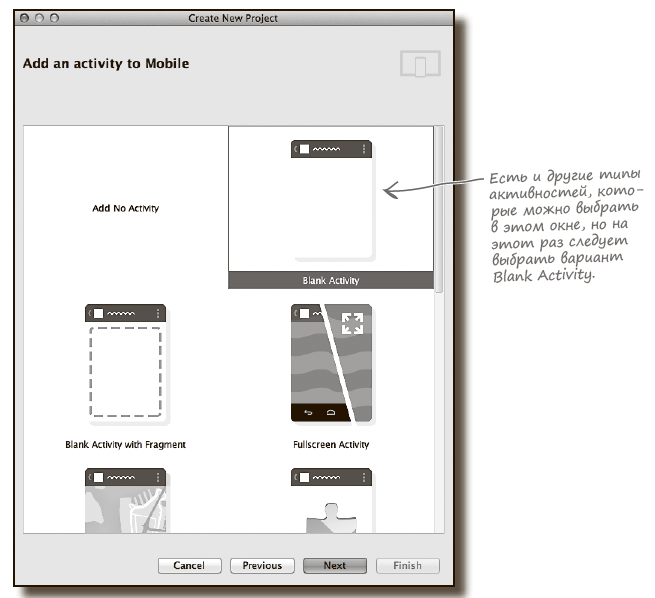 Create New Project
Add an activity to Mobile
Add No Activity
Blank Activity
Есть и другие типы
активностей, кото-
рые можно выбрать
в этом окне, но на
этот раз следует
выбрать вариант
Blank Activity.
Blank Activity with Fragment
Fullscreen Activity
Cancel
Previous
Next
Finish